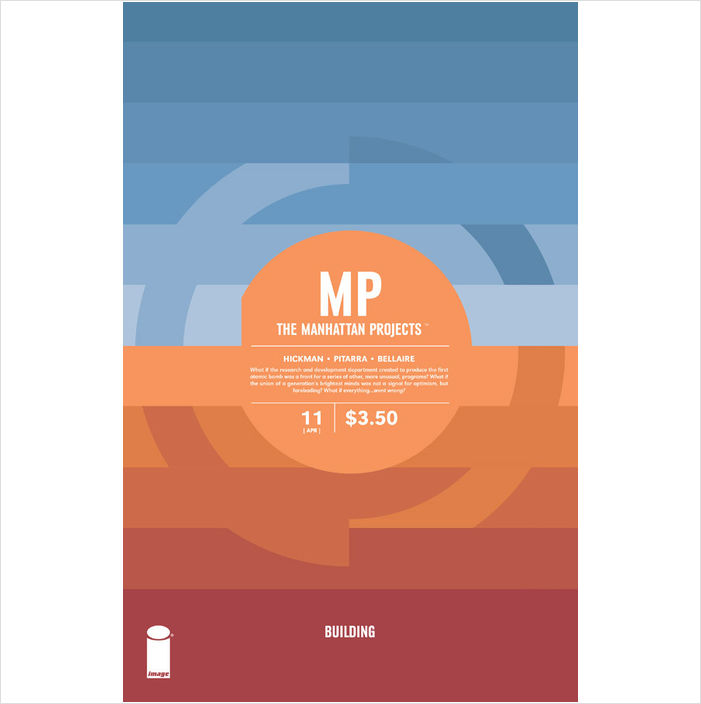 MP
THE MANHATTAN PROJECTS ™
HICKMAN • PITARRA • BELLAIRE
What if the research and development department created to produce the first
atomic bomb was a front for a series of other, more unusual, programs? What if
the union of a generation's brightest minds was not a signal for optimism, but
foreboding? What if everything...went wrong?
11
| APR |
$3.50
BUILDING
image